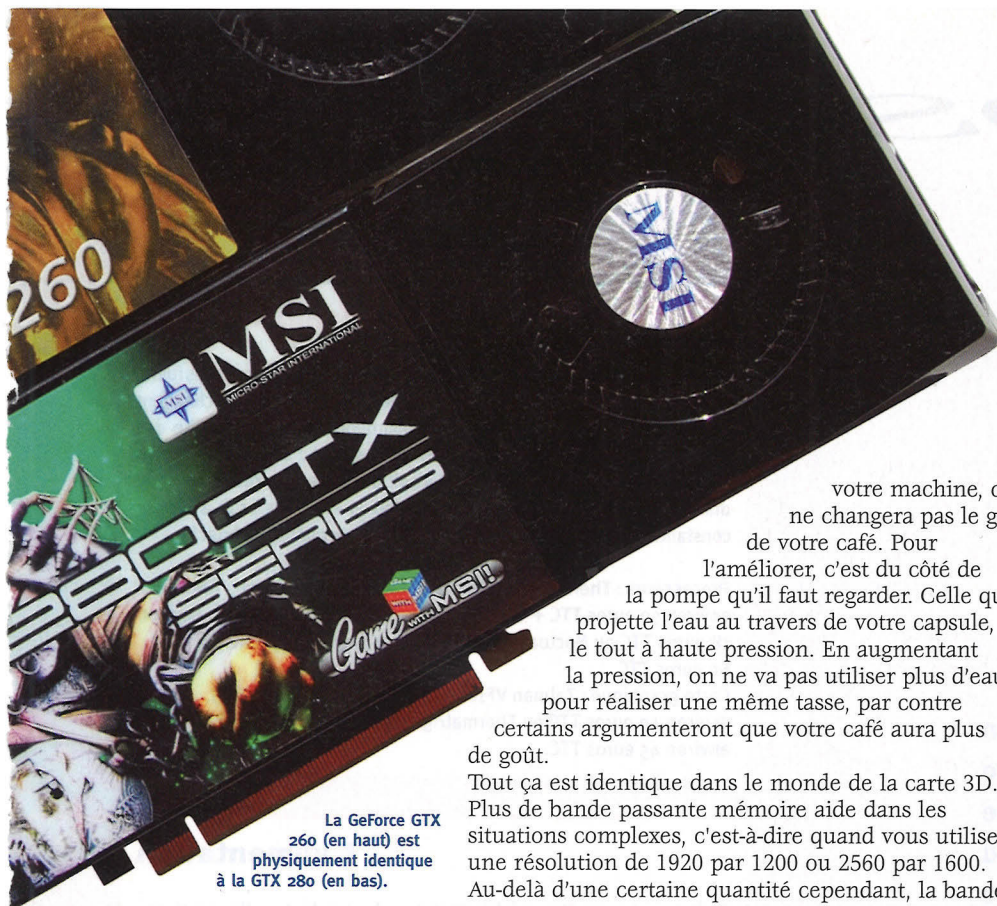 260
MSI
MSI
MICRO-STAR INTERNATIONAL
MSI
280GTX
SERIES
Game
WITH
MSI!
La GeForce GTX
260 (en haut) est
physiquement identique
à la GTX 280 (en bas).
votre machine,
ne changera pas le
de votre café. Pour
l'améliorer, c'est du côté de
la pompe qu'il faut regarder. Celle
projette l'eau au travers de votre capsule,
le tout à haute pression. En augmentant
la pression, on ne va pas utiliser plus
pour réaliser une même tasse, par contre
certains argumenteront que votre café aura plus
de goût.
Tout ça est identique dans le monde de la carte 3D.
Plus de bande passante mémoire aide dans les
situations complexes, c'est-à-dire quand vous
une résolution de 1920 par 1200 ou 2560 par 1600.
Au-delà d'une certaine quantité cependant, la bande